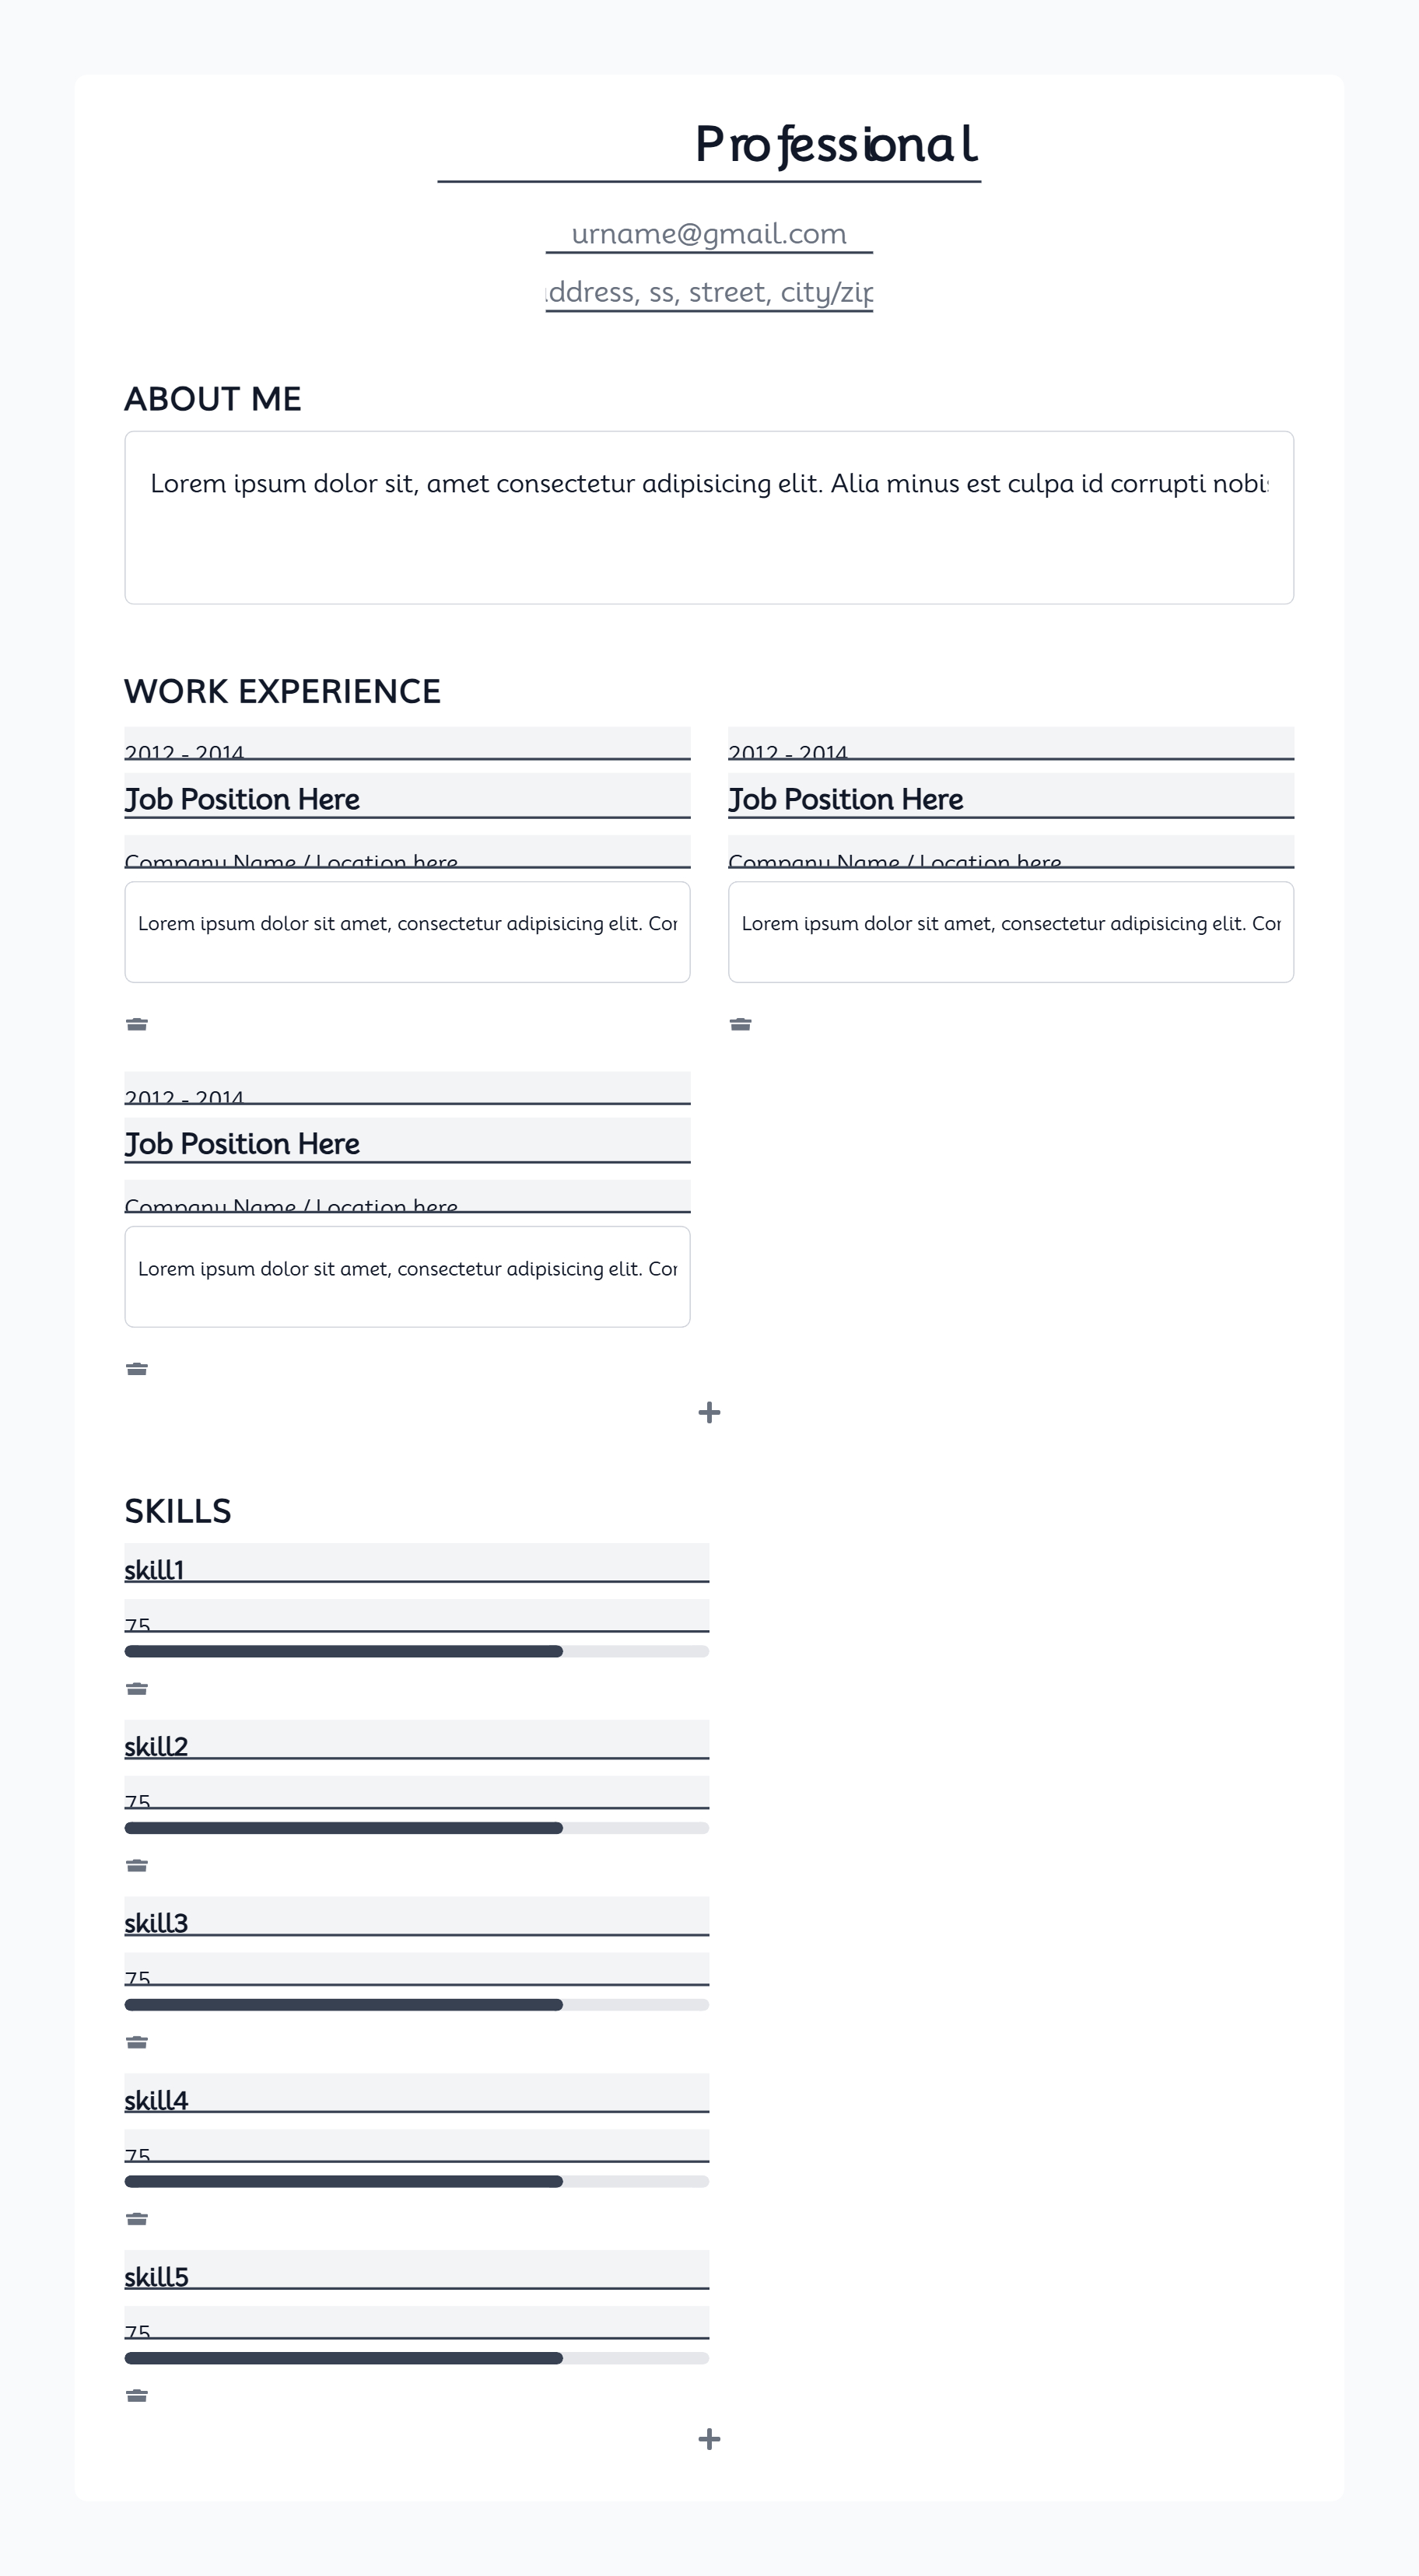 Professional
urname@gmail.com
address, ss, street, city/zip
ABOUT ME
Lorem ipsum dolor sit, amet consectetur adipisicing elit. Alia minus est culpa id corrupti nobis
WORK EXPERIENCE
2012 - 2014
Job Position Here
Company Name / Location here
Lorem ipsum dolor sit amet, consectetur adipisicing elit. Cor
2012 - 2014
Job Position Here
Company Name / Location here
Lorem ipsum dolor sit amet, consectetur adipisicing elit. Cor
2012 - 2014
Job Position Here
Company Name / Location here
Lorem ipsum dolor sit amet, consectetur adipisicing elit. Cor
SKILLS
skill1
75
skill2
75
skill3
75
skill4
75
skill5
75